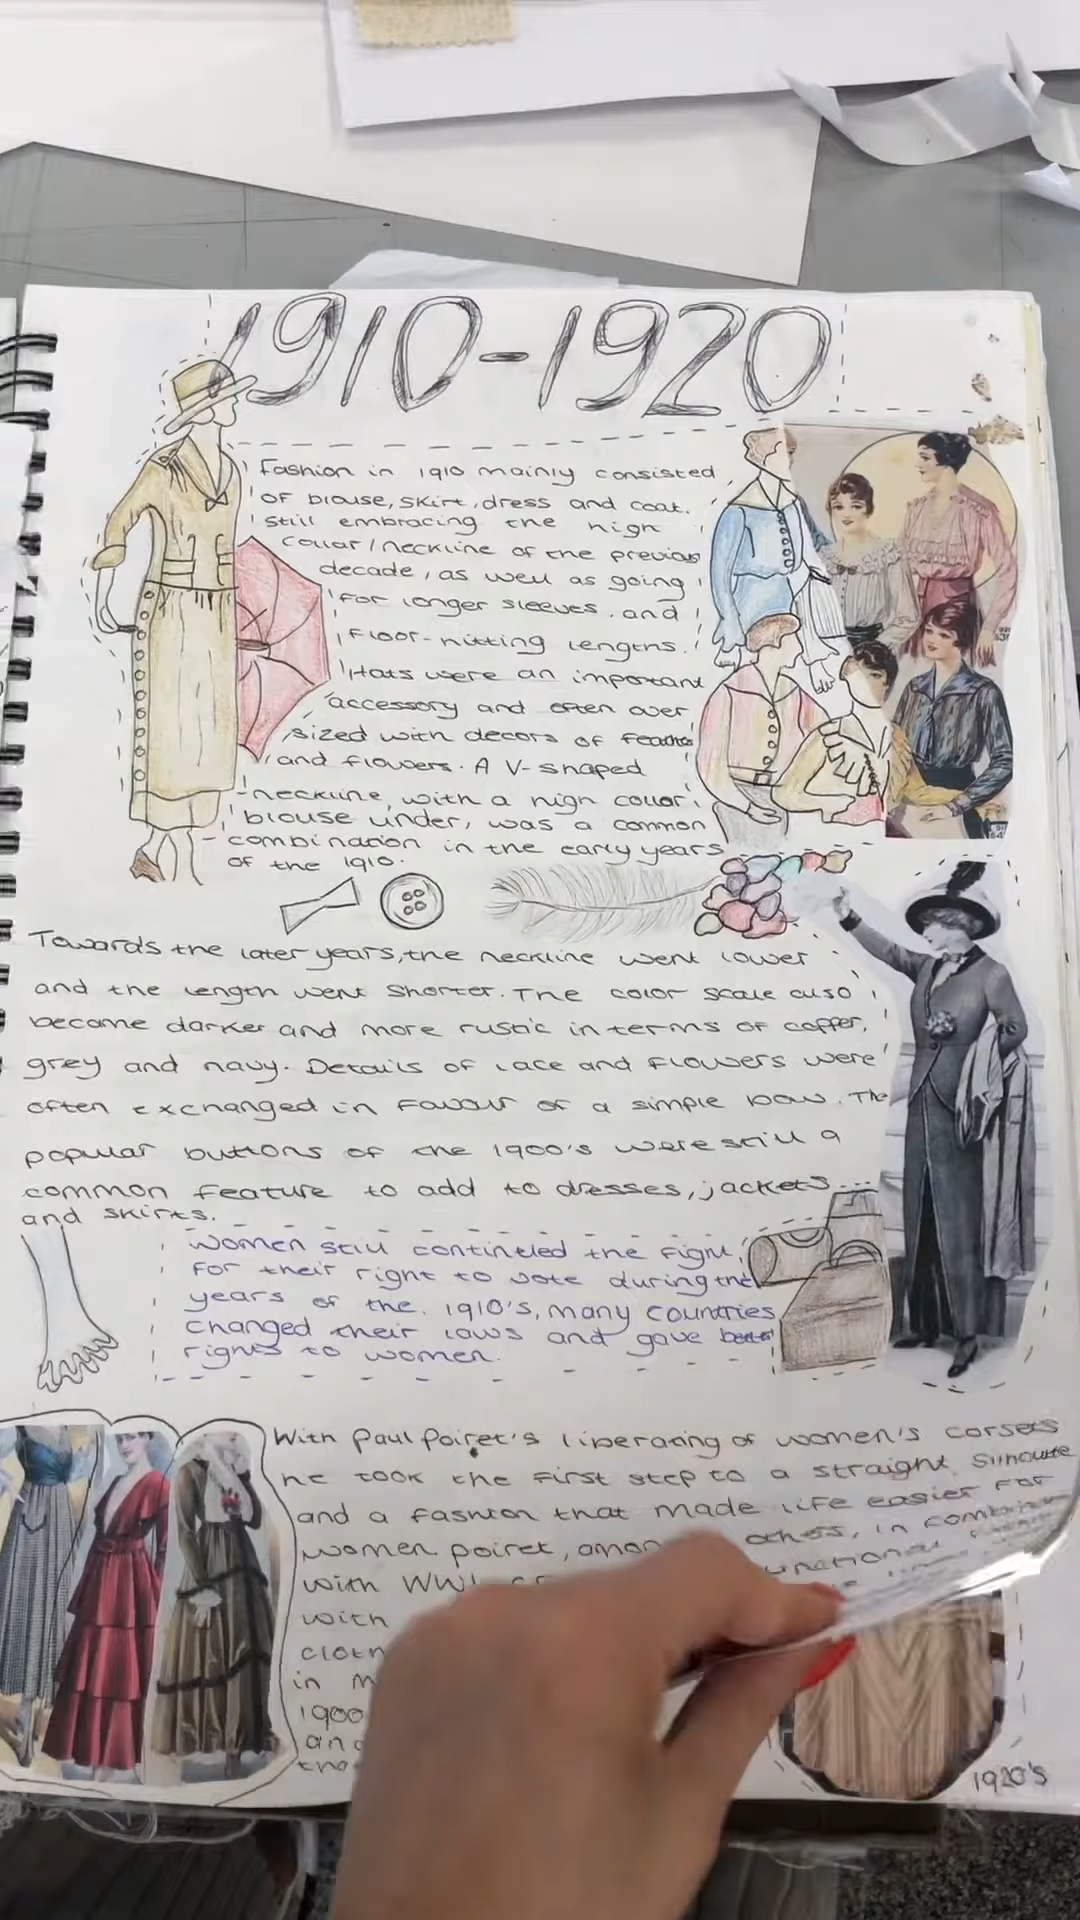 1910-1920
Fashion in 1910 mainly consisted
of blouse, skirt, dress and coat.
still embracing the high
collar/neckline of the previous
decade, as well as going
for longer sleeves. and
floor-hitting lengths.
Hats were an important
accessory and often over
sized with decors of feather
and flowers. A V-shaped
neckline, with a high collar
blouse under, was a common
combination in the early years
of the 1910.
Towards the later years, the neckline went lower
and the length went shorter. The color scale also
became darker and more rustic in terms of copper,
grey and navy. Details of lace and flowers were
often exchanged in favour of a simple bow. The
popular buttons of the 1900's were still a
common feature to add to dresses, jackets
and skirts.
Women still continued the fight
for their right to vote during the
years of the 1910's, many countries
changed their laws and gave better
rights to women.
With Paul Poiret's liberating of women's corsets
he took the first step to a straight silhouette
and a fashion that made life easier for
women. poiret, others, in
with WW1
with
in
1900
1920's